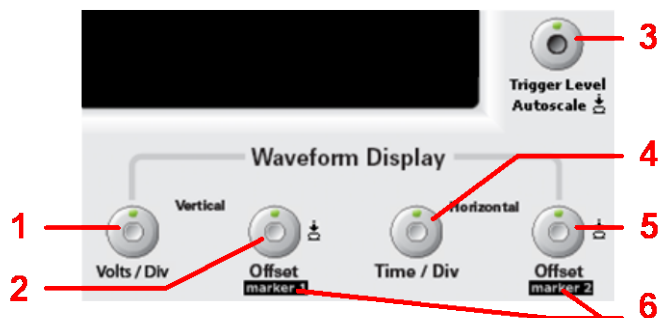 3
Trigger Level
Autoscale
Waveform Display
4
Vertical
Horizontal
1
5
2
Volts / Div
Offset
marker 1
Time / Div
Offset
marker 2
6